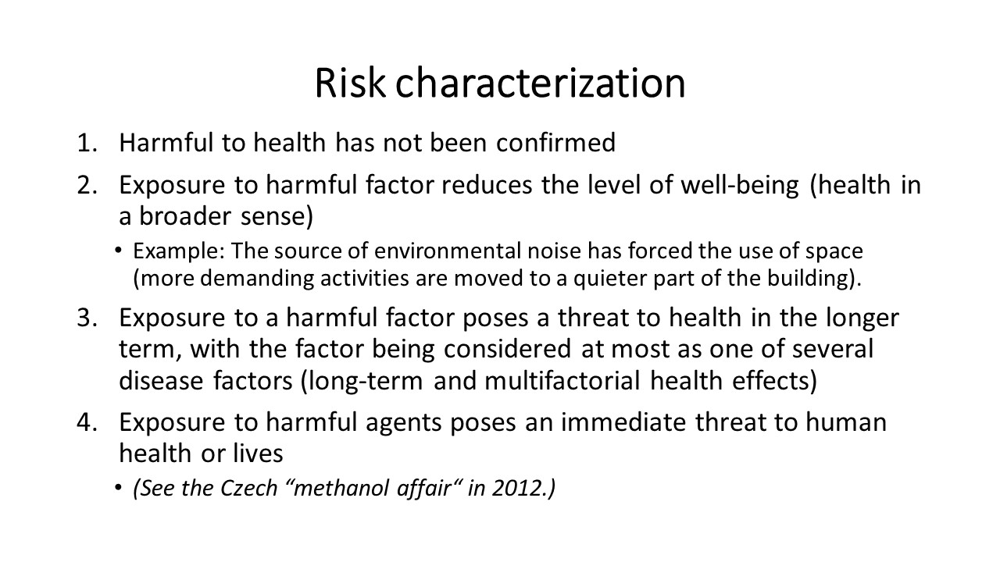 Risk characterization
1. Harmful to health has not been confirmed
2. Exposure to harmful factor reduces the level of well-being (health in
a broader sense)
• Example: The source of environmental noise has forced the use of space
(more demanding activities are moved to a quieter part of the building).
3. Exposure to a harmful factor poses a threat to health in the longer
term, with the factor being considered at most as one of several
disease factors (long-term and multifactorial health effects)
4. Exposure to harmful agents poses an immediate threat to human
health or lives
• (See the Czech “methanol affair“ in 2012.)